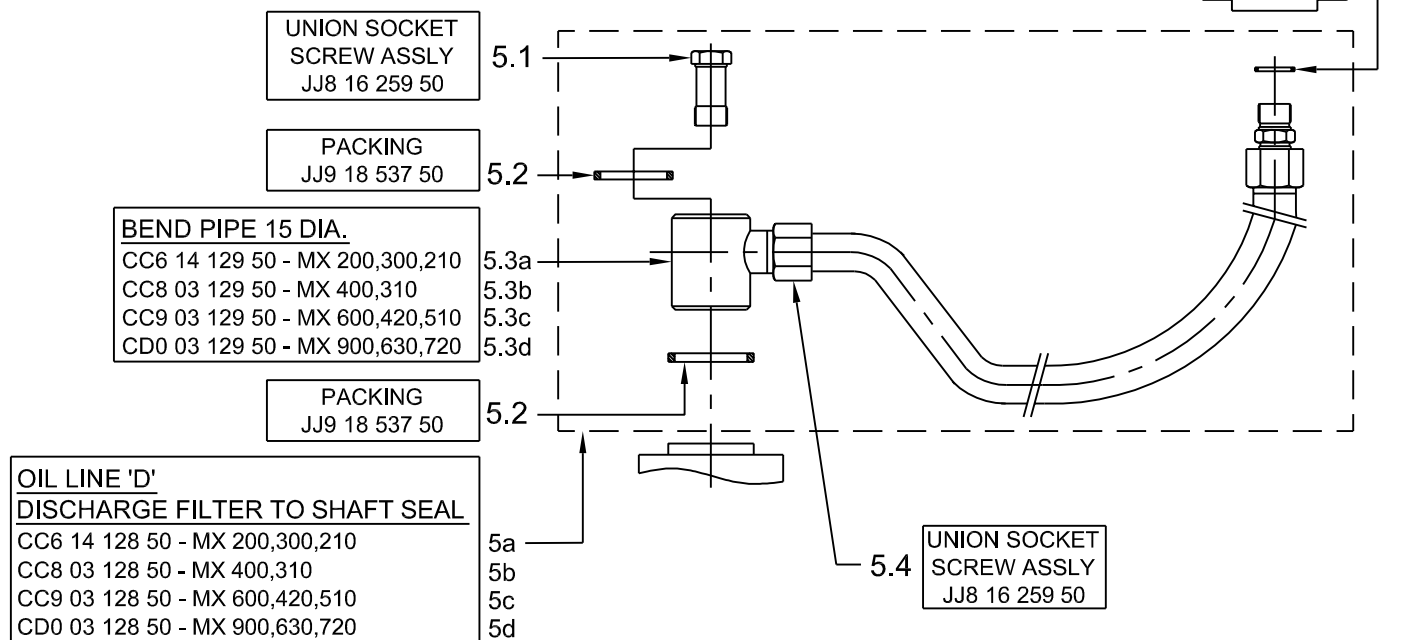 UNION SOCKET
SCREW ASSLY
JJ8 16 259 50
5.1
PACKING
JJ9 18 537 50
5.2
BEND PIPE 15 DIA.
CC6 14 129 50 - MX 200,300,210 5.3a
CC8 03 129 50 - MX 400,310 5.3b
CC9 03 129 50 - MX 600,420,510 5.3c
CD0 03 129 50 - MX 900,630,720 5.3d
PACKING
JJ9 18 537 50
5.2
OIL LINE 'D'
DISCHARGE FILTER TO SHAFT SEAL
CC6 14 128 50 - MX 200,300,210 5a
CC8 03 128 50 - MX 400,310 5b
CC9 03 128 50 - MX 600,420,510 5c
CD0 03 128 50 - MX 900,630,720 5d
5.4
UNION SOCKET
SCREW ASSLY
JJ8 16 259 50